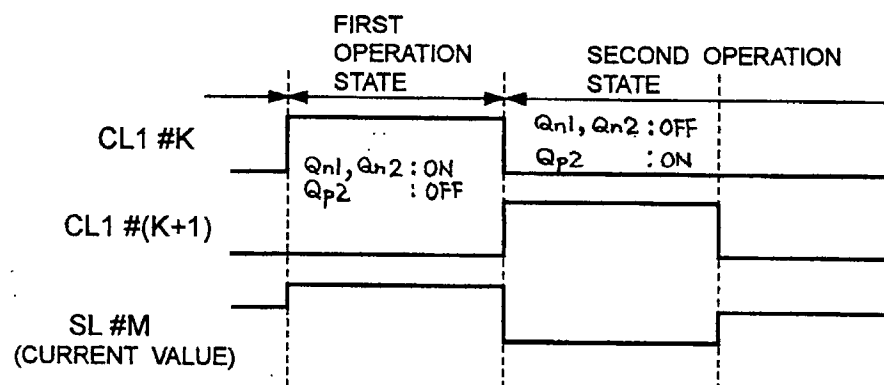 FIRST
OPERATION
STATE
SECOND OPERATION
STATE
CL1 #K
Qn1, Qn2 : ON
Qp2 : OFF
Qn1, Qn2 : OFF
Qp2 : ON
CL1 #(K+1)
SL #M
(CURRENT VALUE)